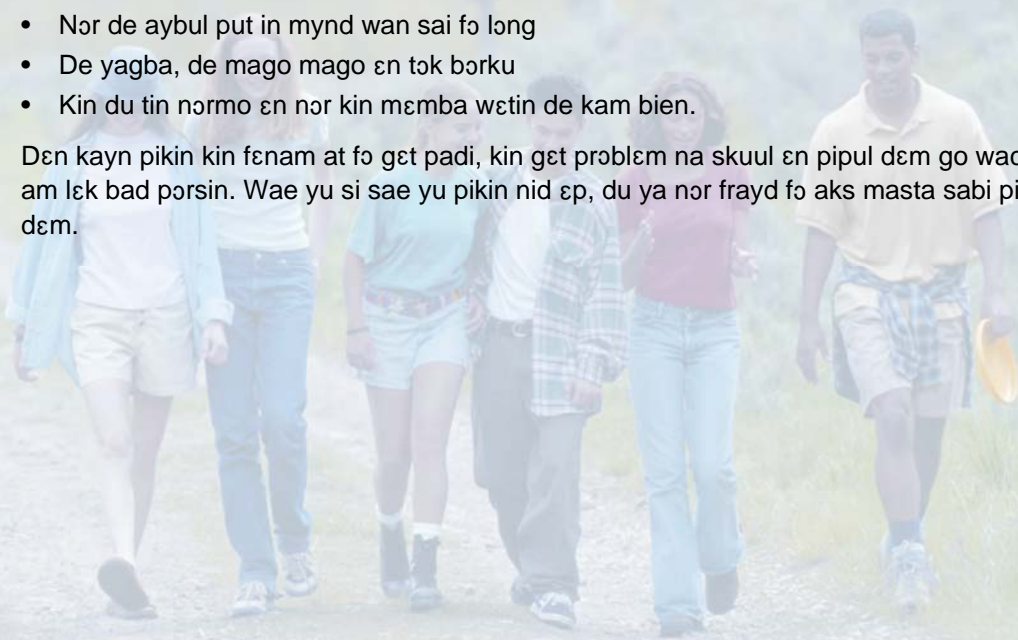 • Nɔr de aybul put in mynd wan sai fɔ lɔng
• De yagba, de mago mago ɛn tɔk bɔrku
• Kin du tin nɔrmo ɛn nɔr kin mɛmba wɛtin de kam bien.
Dɛn kayn pikin kin fɛnam at fɔ gɛt padi, kin gɛt prɔblɛm na skuul ɛn pipul dɛm go
am lɛk bad pɔrsin. Wae yu si sae yu pikin nid ɛp, du ya nɔr frayd fɔ aks masta sabi
dɛm.